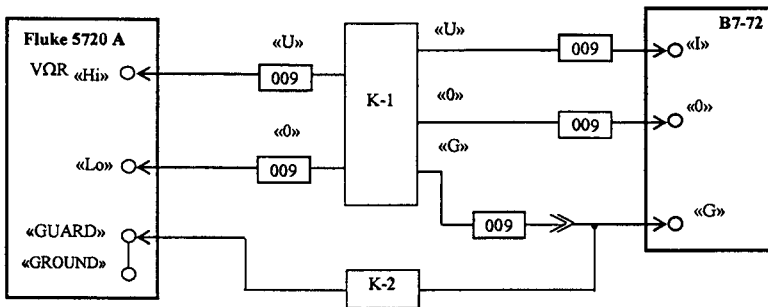 Fluke 5720 A
VΩR «Hi»
«Lo»
«GUARD»
«GROUND»
«U»
009
«0»
009
K-1
«U»
009
«0»
009
«G»
009
K-2
B7-72
«I»
«0»
«G»